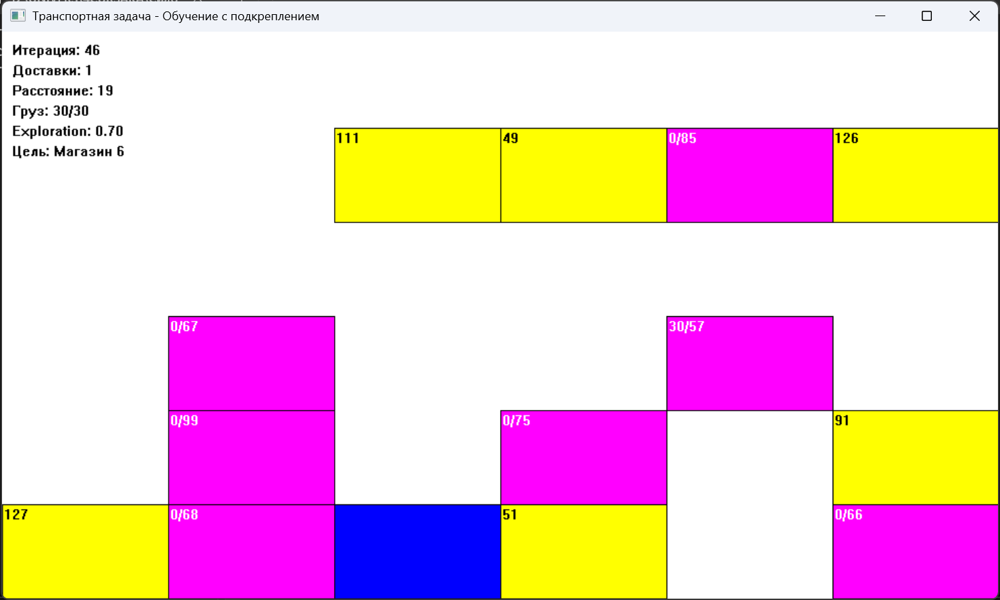 Транспортная задача - Обучение с подкреплением
Итерация: 46
Доставки: 1
Расстояние: 19
Груз: 30/30
Exploration: 0.70
Цель: Магазин 6
111 49 0/85 126
0/67 30/57
0/99 0/75 91
127 0/68 51 0/66